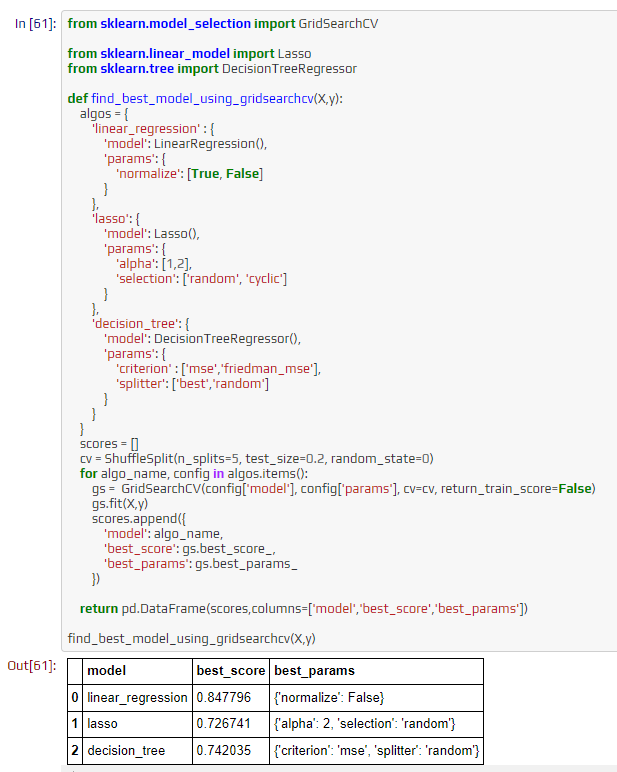 In [61]: from sklearn.model_selection import GridSearchCV
from sklearn.linear_model import Lasso
from sklearn.tree import DecisionTreeRegressor
def find_best_model_using_gridsearchcv(X,y):
    algos = {
        'linear_regression' : {
            'model': LinearRegression(),
            'params': {
                'normalize': [True, False]
            }
        },
        'lasso': {
            'model': Lasso(),
            'params': {
                'alpha': [1,2],
                'selection': ['random', 'cyclic']
            }
        },
        'decision_tree': {
            'model': DecisionTreeRegressor(),
            'params': {
                'criterion' : ['mse','friedman_mse'],
                'splitter': ['best','random']
            }
        }
    }
    scores = []
    cv = ShuffleSplit(n_splits=5, test_size=0.2, random_state=0)
    for algo_name, config in algos.items():
        gs =  GridSearchCV(config['model'], config['params'], cv=cv, return_train_score=False)
        gs.fit(X,y)
        scores.append({
            'model': algo_name,
            'best_score': gs.best_score_,
            'best_params': gs.best_params_
        })
    return pd.DataFrame(scores,columns=['model','best_score','best_params'])
find_best_model_using_gridsearchcv(X,y)
Out[61]: model best_score best_params
0 linear_regression 0.847796 {'normalize': False}
1 lasso 0.726741 {'alpha': 2, 'selection': 'random'}
2 decision_tree 0.742035 {'criterion': 'mse', 'splitter': 'random'}